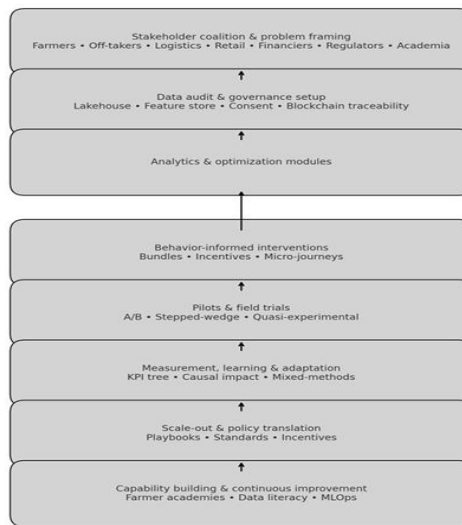 Stakeholder coalition & problem framing
Farmers • Off-takers • Logistics • Retail • Financiers • Regulators • Academia
Data audit & governance setup
Lakehouse • Feature store • Consent • Blockchain traceability
Analytics & optimization modules
Behavior-informed interventions
Bundles • Incentives • Micro-journeys
Pilots & field trials
A/B • Stepped-wedge • Quasi-experimental
Measurement, learning & adaptation
KPI tree • Causal impact • Mixed-methods
Scale-out & policy translation
Playbooks • Standards • Incentives
Capability building & continuous improvement
Farmer academies • Data literacy • MLOps